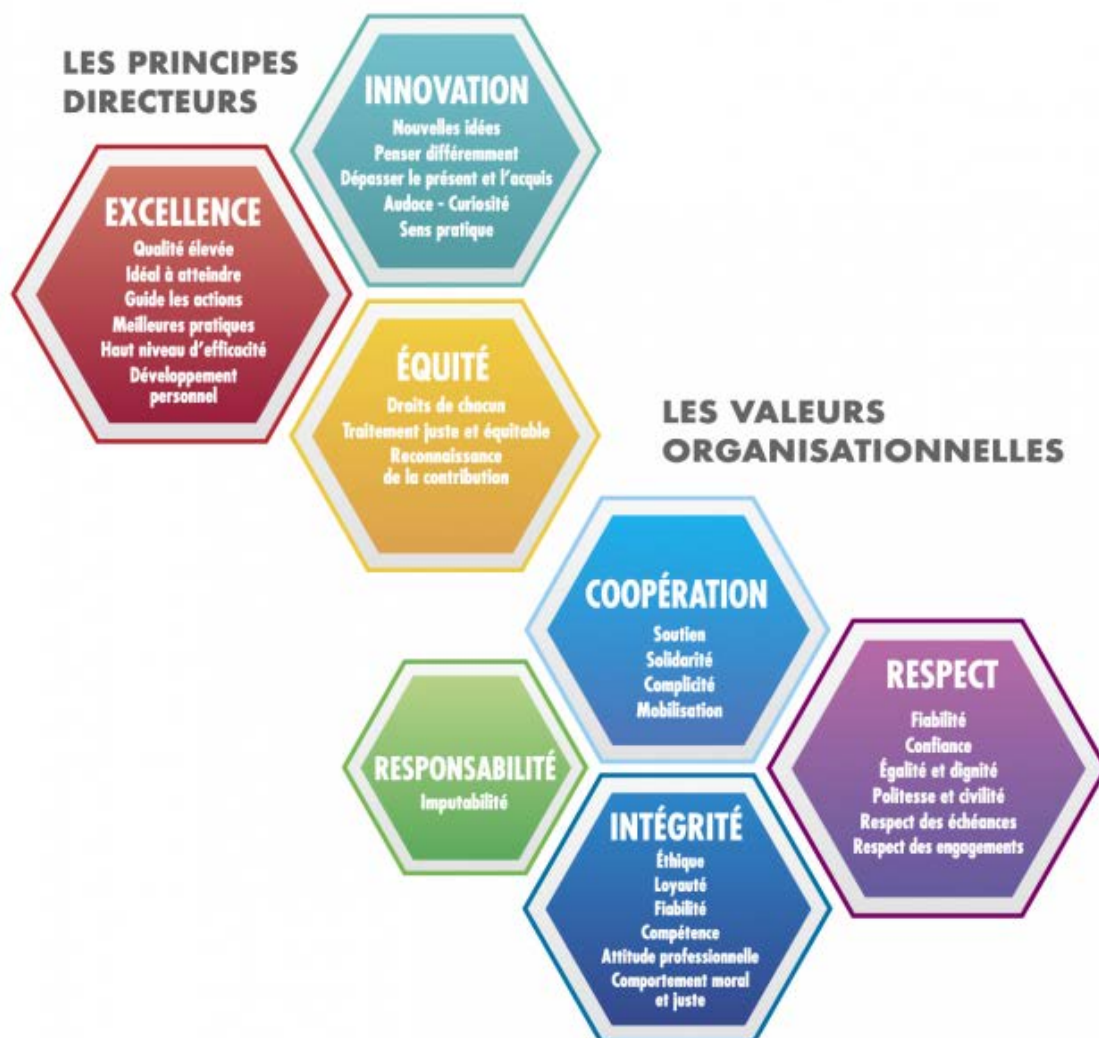 LES PRINCIPES
DIRECTEURS
INNOVATION
Nouvelles idées
Penser différemment
Dépasser le présent et l'acquis
Audace - Curiosité
Sens pratique
EXCELLENCE
Qualité élevée
Idéal à atteindre
Guide les actions
Meilleures pratiques
Haut niveau d'efficacité
Développement
personnel
ÉQUITÉ
Droits de chacun
Traitement juste et équitable
Reconnaissance
de la contribution
LES VALEURS
ORGANISATIONNELLES
COOPÉRATION
Soutien
Solidarité
Complicité
Mobilisation
RESPECT
Fiabilité
Confiance
Égalité et dignité
Politesse et civilité
Respect des échéances
Respect des engagements
RESPONSABILITÉ
Imputabilité
INTÉGRITÉ
Éthique
Loyauté
Fiabilité
Compétence
Attitude professionnelle
Comportement moral
et juste